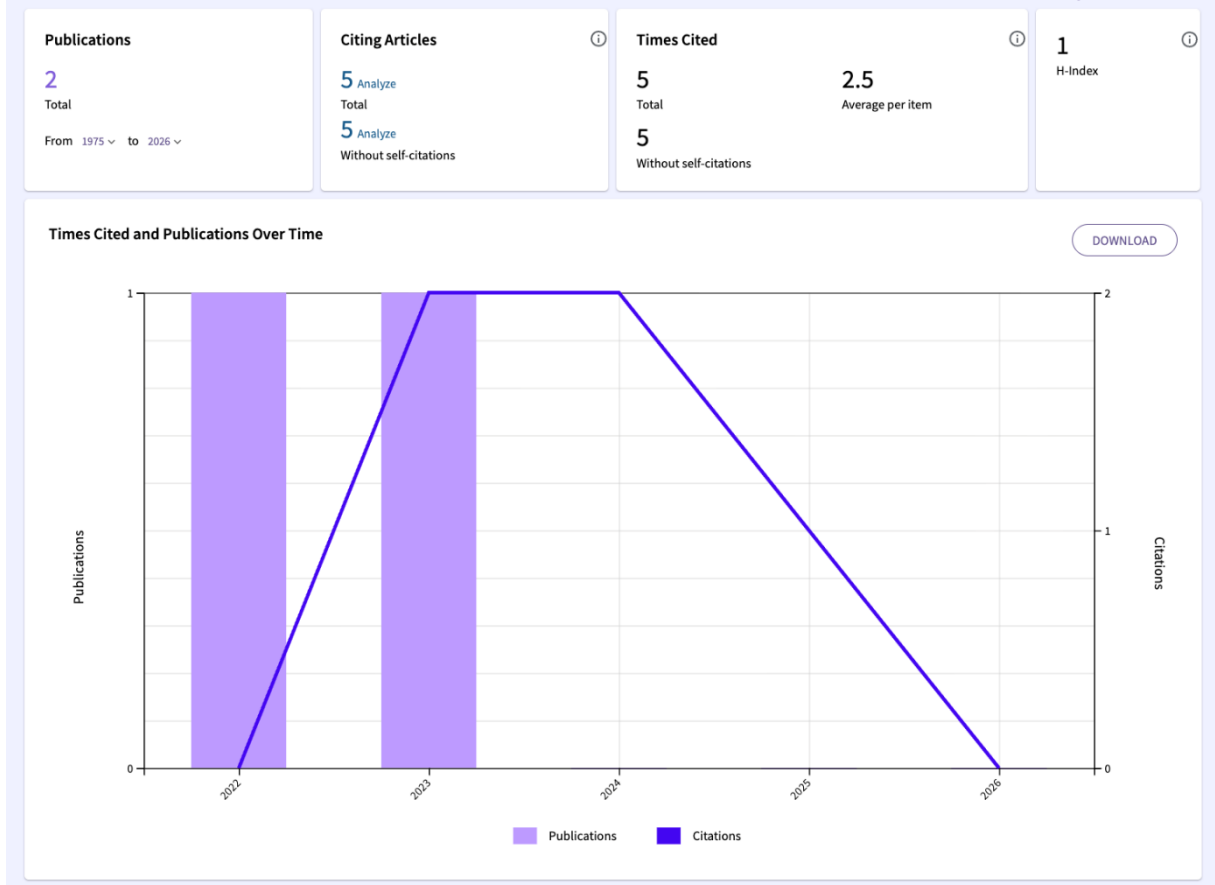 Publications
2
Total
From 1975 to 2026
Citing Articles
5 Analyze
Total
5 Analyze
Without self-citations
Times Cited
5
Total
2.5
Average per item
5
Without self-citations
1
H-Index
Times Cited and Publications Over Time
DOWNLOAD
1
0
Publications
2
1
0
Citations
2022
2023
2024
2025
2026
Publications
Citations